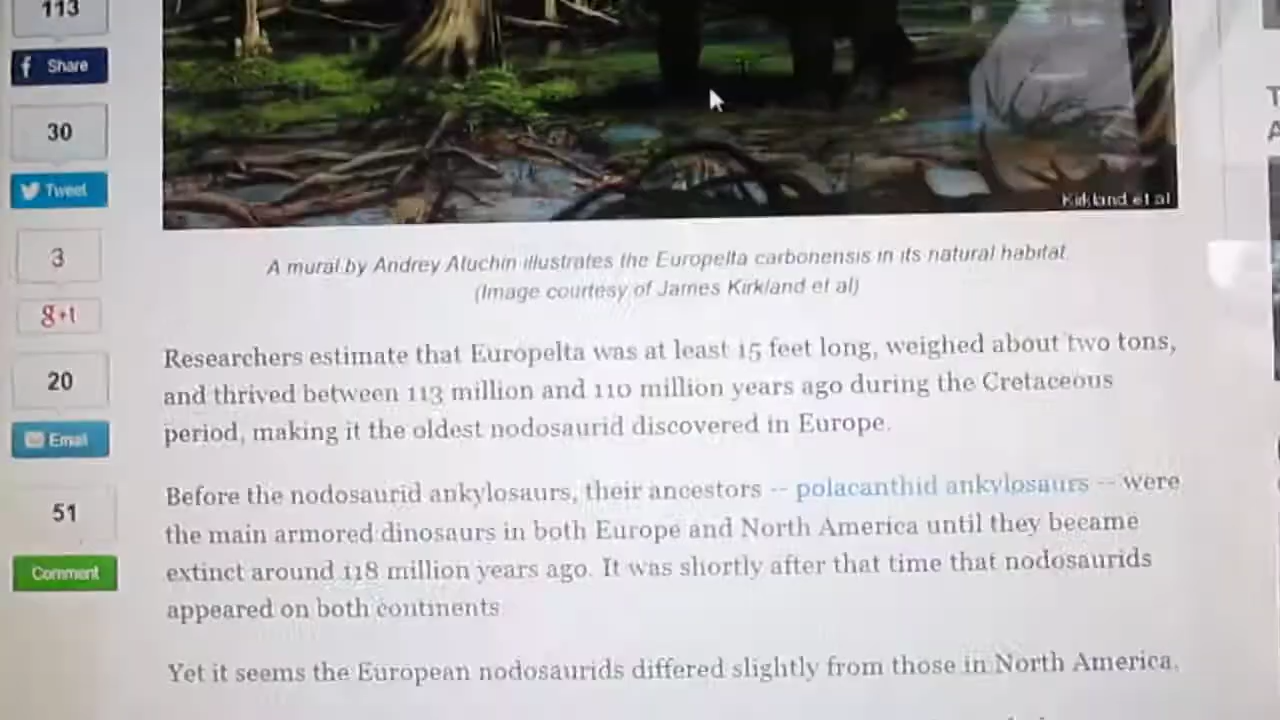 113
Share
30
Tweet
3
g+1
20
Email
51
Comment
Kirkland et al
A mural by Andrey Atuchin illustrates the Europelta carbonensis in its natural habitat.
(Image courtesy of James Kirkland et al)
Researchers estimate that Europelta was at least 15 feet long, weighed about two tons,
and thrived between 113 million and 110 million years ago during the Cretaceous
period, making it the oldest nodosaurid discovered in Europe.
Before the nodosaurid ankylosaurs, their ancestors -- polacanthid ankylosaurs -- were
the main armored dinosaurs in both Europe and North America until they became
extinct around 118 million years ago. It was shortly after that time that nodosaurids
appeared on both continents.
Yet it seems the European nodosaurids differed slightly from those in North America.
T
A